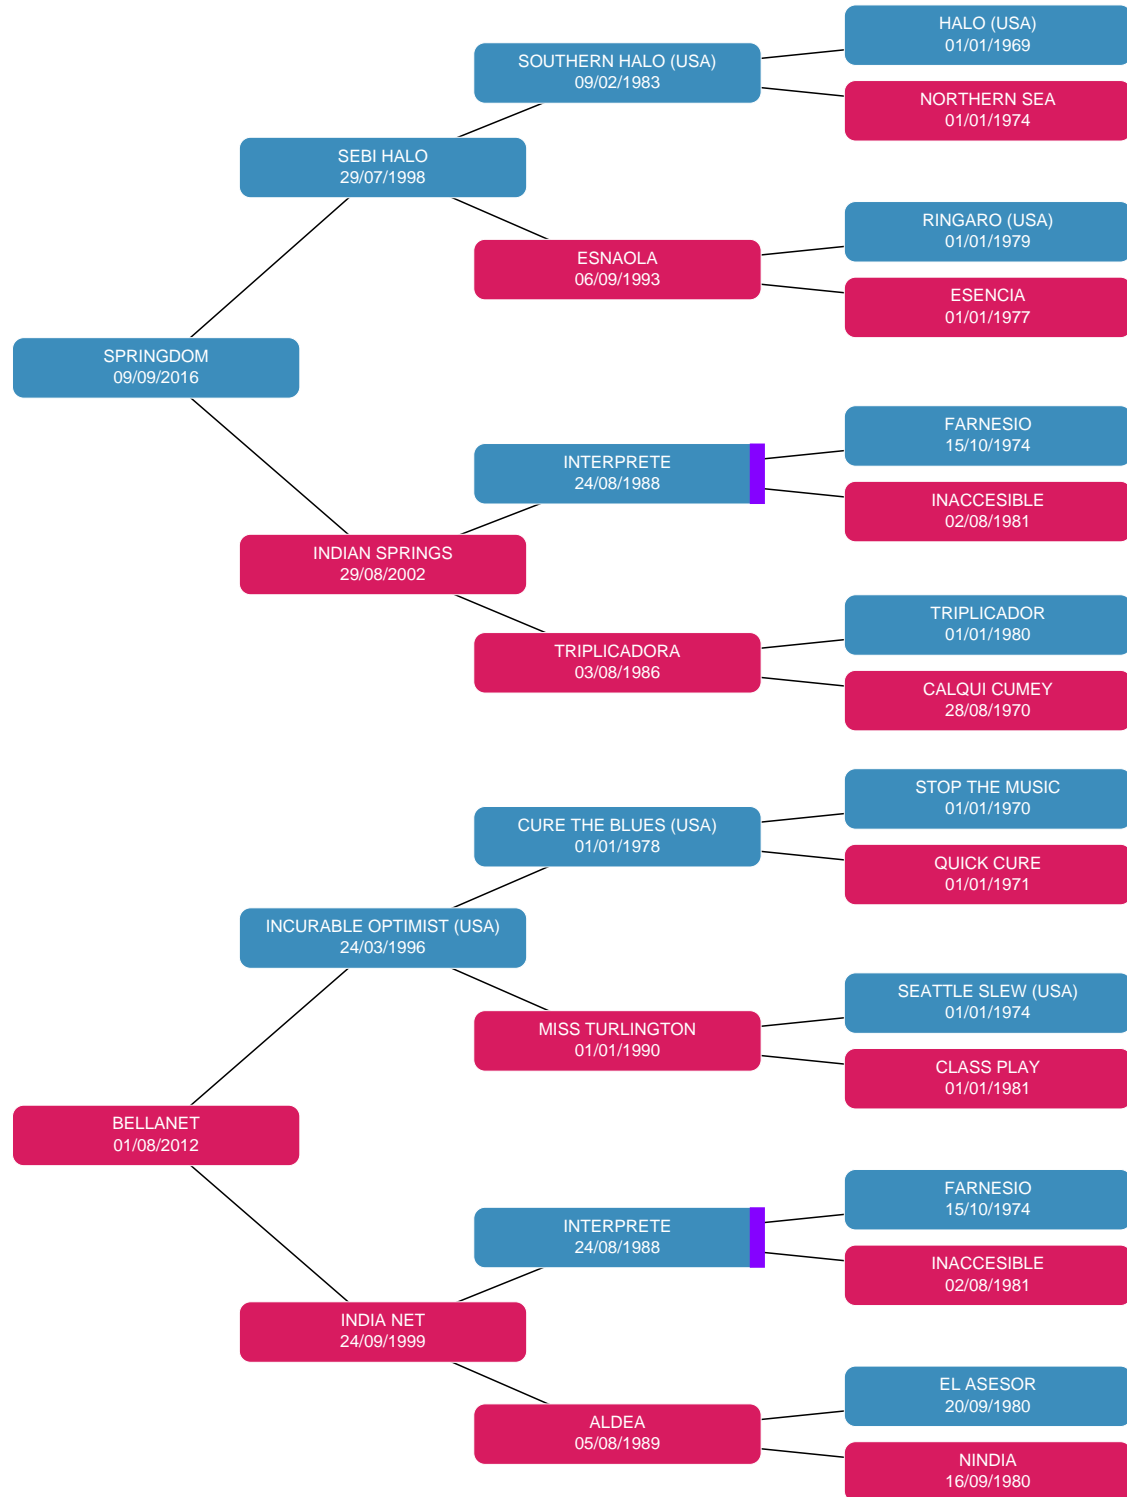 HALO (USA)
01/01/1969
SOUTHERN HALO (USA)
09/02/1983
NORTHERN SEA
01/01/1974
SEBI HALO
29/07/1998
RINGARO (USA)
01/01/1979
ESNAOLA
06/09/1993
ESENCIA
01/01/1977
SPRINGDOM
09/09/2016
FARNESIO
15/10/1974
INTERPRETE
24/08/1988
INACCESIBLE
02/08/1981
INDIAN SPRINGS
29/08/2002
TRIPLICADOR
01/01/1980
TRIPLICADORA
03/08/1986
CALQUI CUMEY
28/08/1970
STOP THE MUSIC
01/01/1970
CURE THE BLUES (USA)
01/01/1978
QUICK CURE
01/01/1971
INCURABLE OPTIMIST (USA)
24/03/1996
SEATTLE SLEW (USA)
01/01/1974
MISS TURLINGTON
01/01/1990
CLASS PLAY
01/01/1981
BELLANET
01/08/2012
FARNESIO
15/10/1974
INTERPRETE
24/08/1988
INACCESIBLE
02/08/1981
INDIA NET
24/09/1999
EL ASESOR
20/09/1980
ALDEA
05/08/1989
NINDIA
16/09/1980